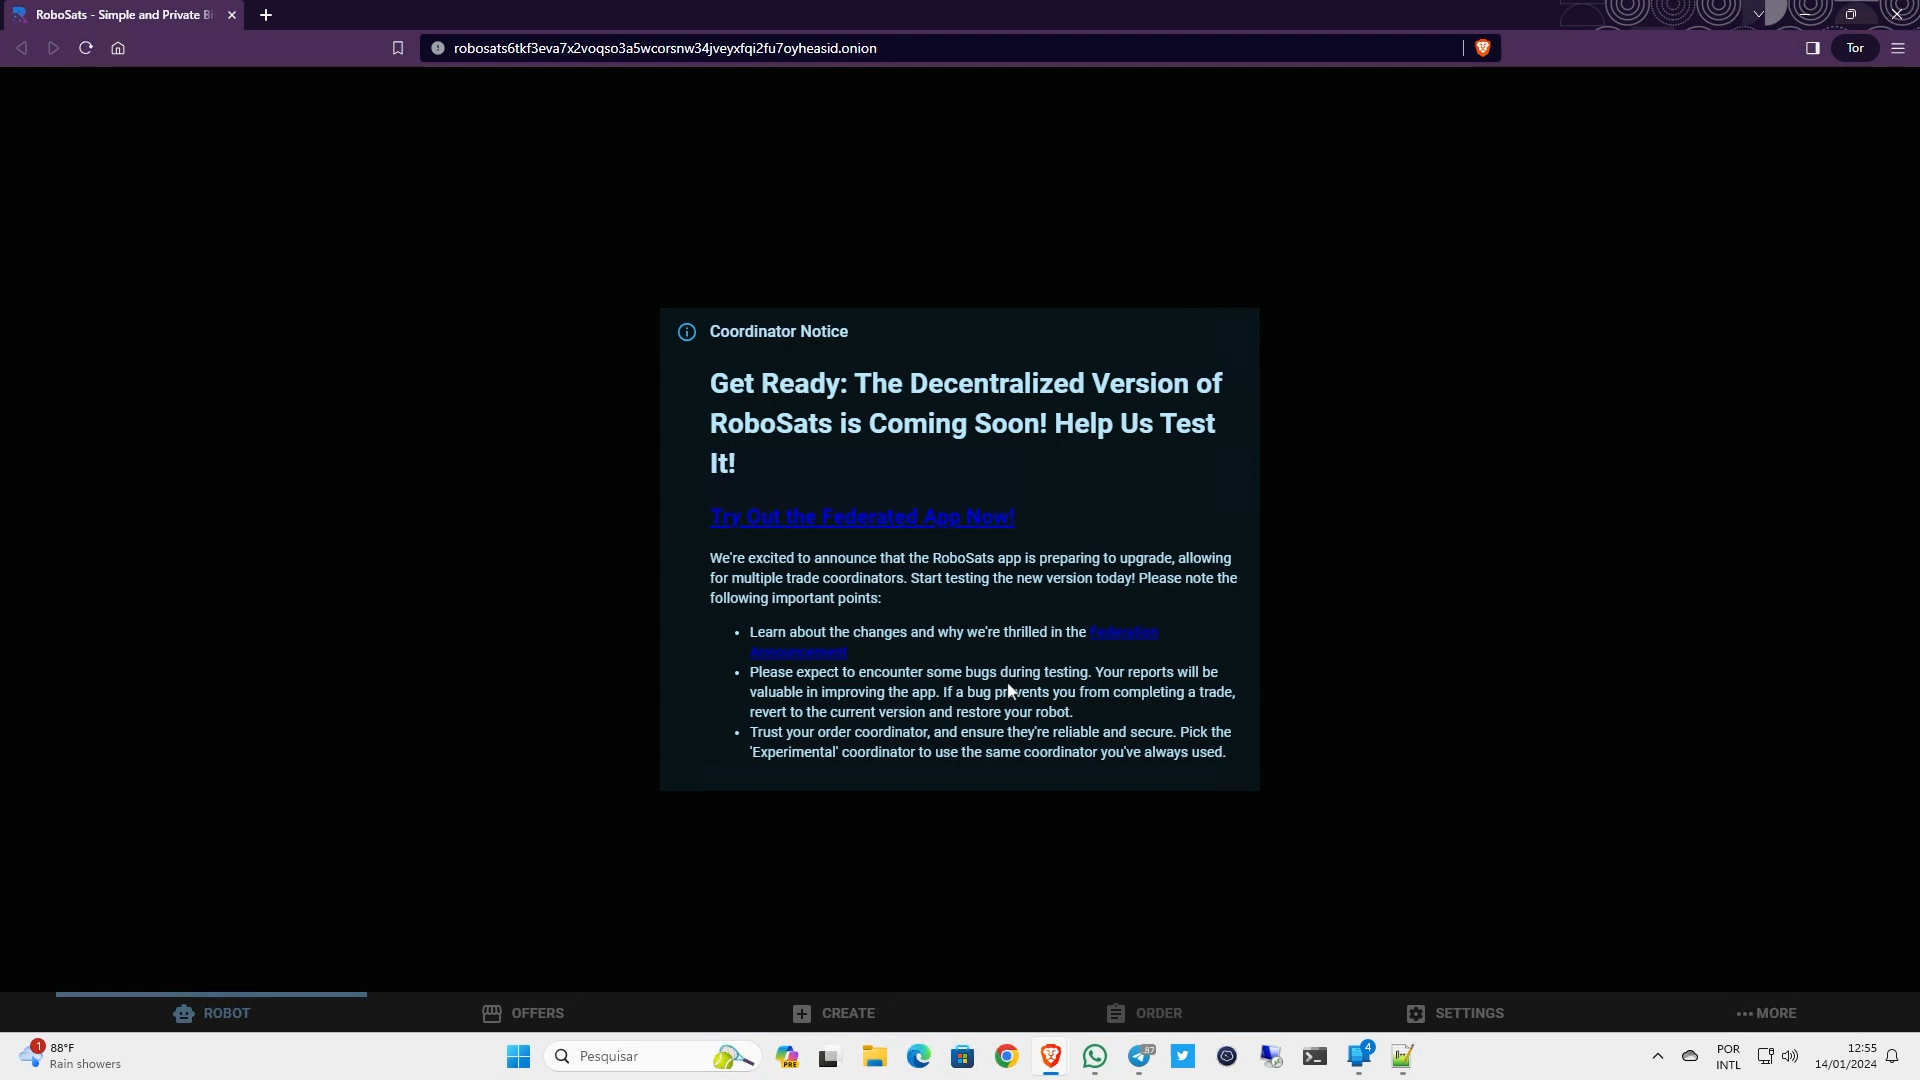 RoboSats - Simple and Private Bi
robosats6tkf3eva7x2voqso3a5wcorsnw34jveyxfqi2fu7oyheasid.onion
Tor
Coordinator Notice
Get Ready: The Decentralized Version of
RoboSats is Coming Soon! Help Us Test
It!
Try Out the Federated App Now!
We're excited to announce that the RoboSats app is preparing to upgrade, allowing
for multiple trade coordinators. Start testing the new version today! Please note the
following important points:
• Learn about the changes and why we're thrilled in the Federation
Announcement
• Please expect to encounter some bugs during testing. Your reports will be
valuable in improving the app. If a bug prevents you from completing a trade,
revert to the current version and restore your robot.
• Trust your order coordinator, and ensure they're reliable and secure. Pick the
'Experimental' coordinator to use the same coordinator you've always used.
ROBOT
OFFERS
CREATE
ORDER
SETTINGS
MORE
1
88°F
Rain showers
Pesquisar
PRE
87
4
POR
INTL
12:55
14/01/2024